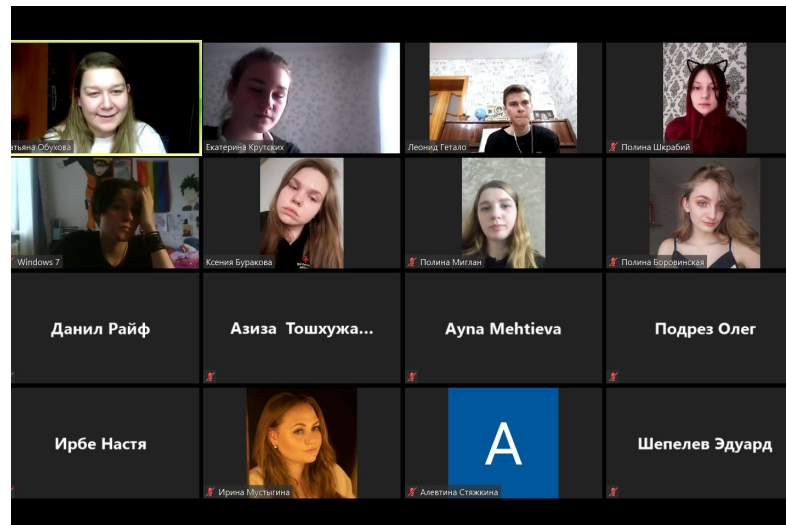 атьяна Обухова
Екатерина Крутских
Леонид Гетало
Полина Шкрабий
Windows 7
Ксения Буракова
Полина Миглан
Полина Боровинская
Данил Райф
Азиза Тошхужа...
Ayna Mehtieva
Подрез Олег
Ирбе Настя
Ирина Мустыгина
A
Алевтина Стяжкина
Шепелев Эдуард